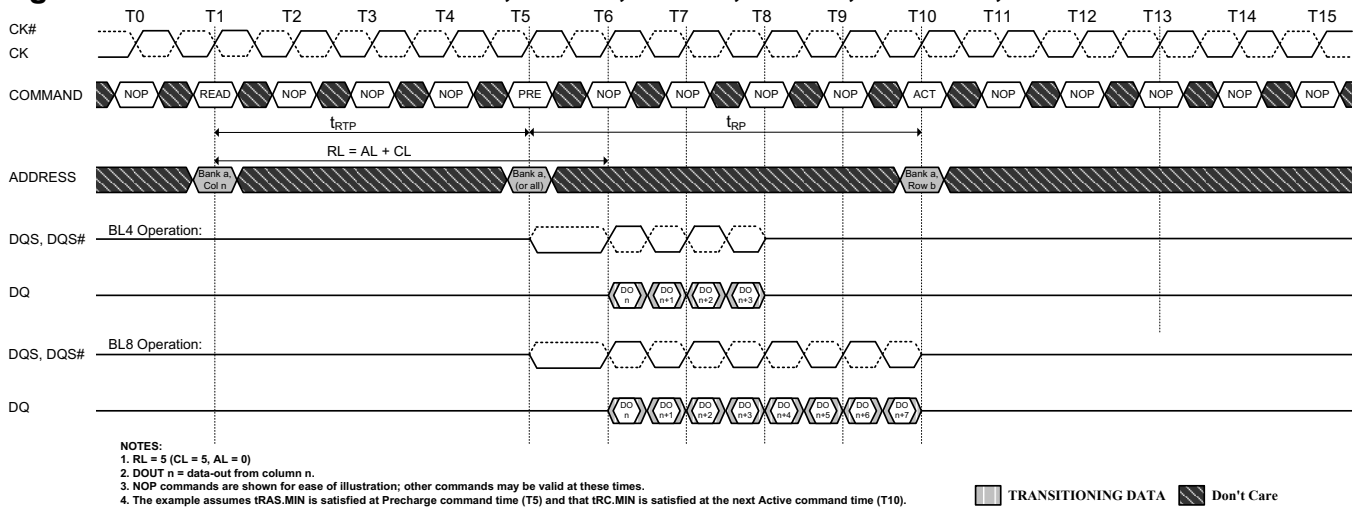 T0 T1 T2 T3 T4 T5 T6 T7 T8 T9 T10 T11 T12 T13 T14 T15
CK#
CK
COMMAND NOP READ NOP NOP NOP PRE NOP NOP NOP NOP ACT NOP NOP NOP NOP NOP
tRTP tRP
RL = AL + CL
ADDRESS
Bank a, Bank a, Bank a,
Col n (or all) Row b
BL4 Operation:
DQS, DQS#
DQ
DO DO DO DO
n n+1 n+2 n+3
BL8 Operation:
DQS, DQS#
DQ
DO DO DO DO DO DO DO DO
n n+1 n+2 n+3 n+4 n+5 n+6 n+7
NOTES:
1. RL = 5 (CL = 5, AL = 0)
2. DOUT n = data-out from column n.
3. NOP commands are shown for ease of illustration; other commands may be valid at these times.
4. The example assumes tRAS.MIN is satisfied at Precharge command time (T5) and that tRC.MIN is satisfied at the next Active command time (T10).
TRANSITIONING DATA Don't Care